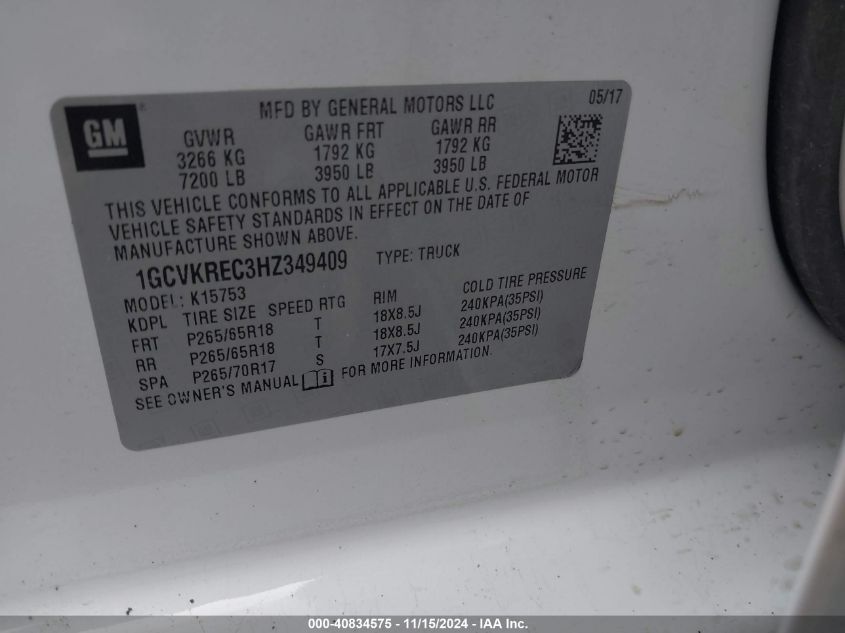 GM®
MFD BY GENERAL MOTORS LLC 05/17
GVWR GAWR FRT GAWR RR
3266 KG 1792 KG 1792 KG
7200 LB 3950 LB 3950 LB
THIS VEHICLE CONFORMS TO ALL APPLICABLE U.S. FEDERAL MOTOR
VEHICLE SAFETY STANDARDS IN EFFECT ON THE DATE OF
MANUFACTURE SHOWN ABOVE.
1GCVKREC3HZ349409 TYPE: TRUCK
MODEL: K15753
KDPL TIRE SIZE SPEED RTG RIM COLD TIRE PRESSURE
FRT P265/65R18 T 18X8.5J 240KPA(35PSI)
RR P265/65R18 T 18X8.5J 240KPA(35PSI)
SPA P265/70R17 S 17X7.5J 240KPA(35PSI)
SEE OWNER'S MANUAL FOR MORE INFORMATION.
000-40834575 - 11/15/2024 - IAA Inc.